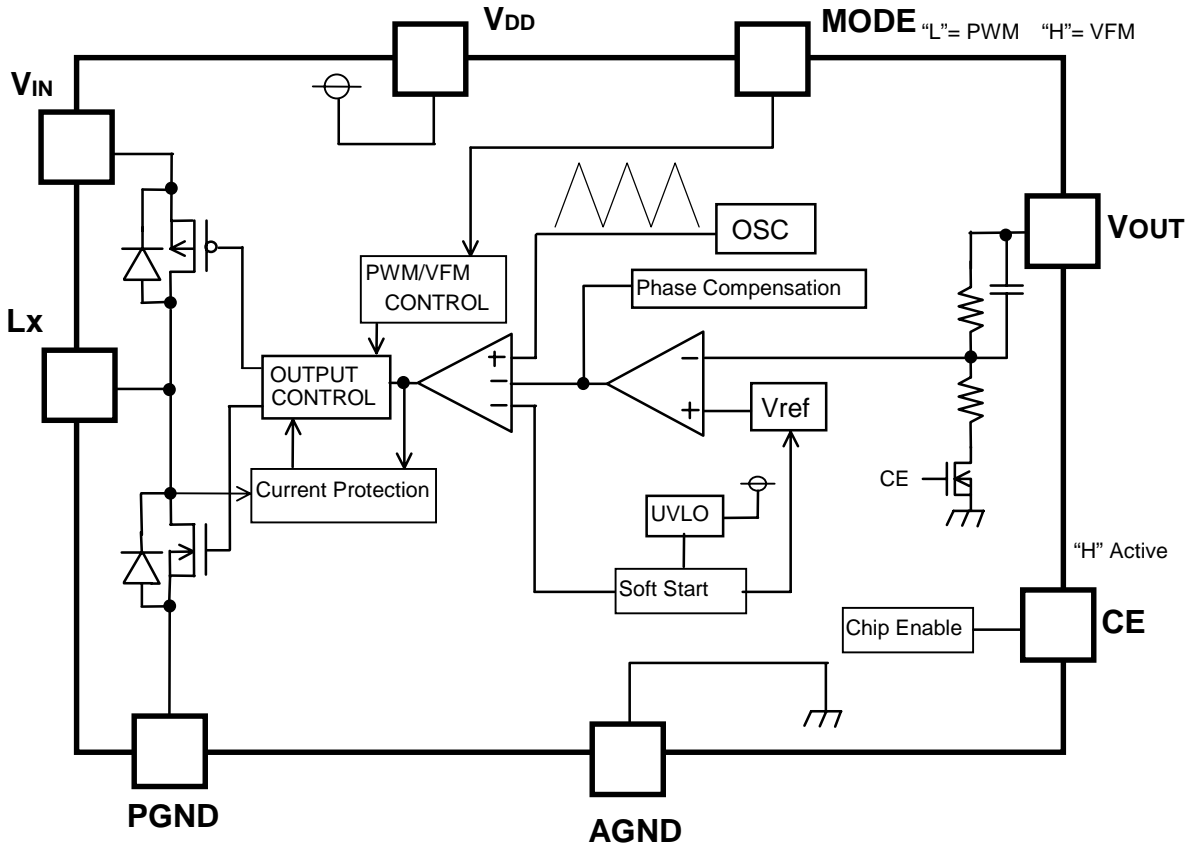 VDD
MODE "L"= PWM "H"= VFM
VIN
OSC
VOUT
PWM/VFM
CONTROL
Phase Compensation
Lx
OUTPUT
CONTROL
+
−
−
−
+
Vref
Current Protection
CE
UVLO
"H" Active
Soft Start
Chip Enable
CE
PGND
AGND